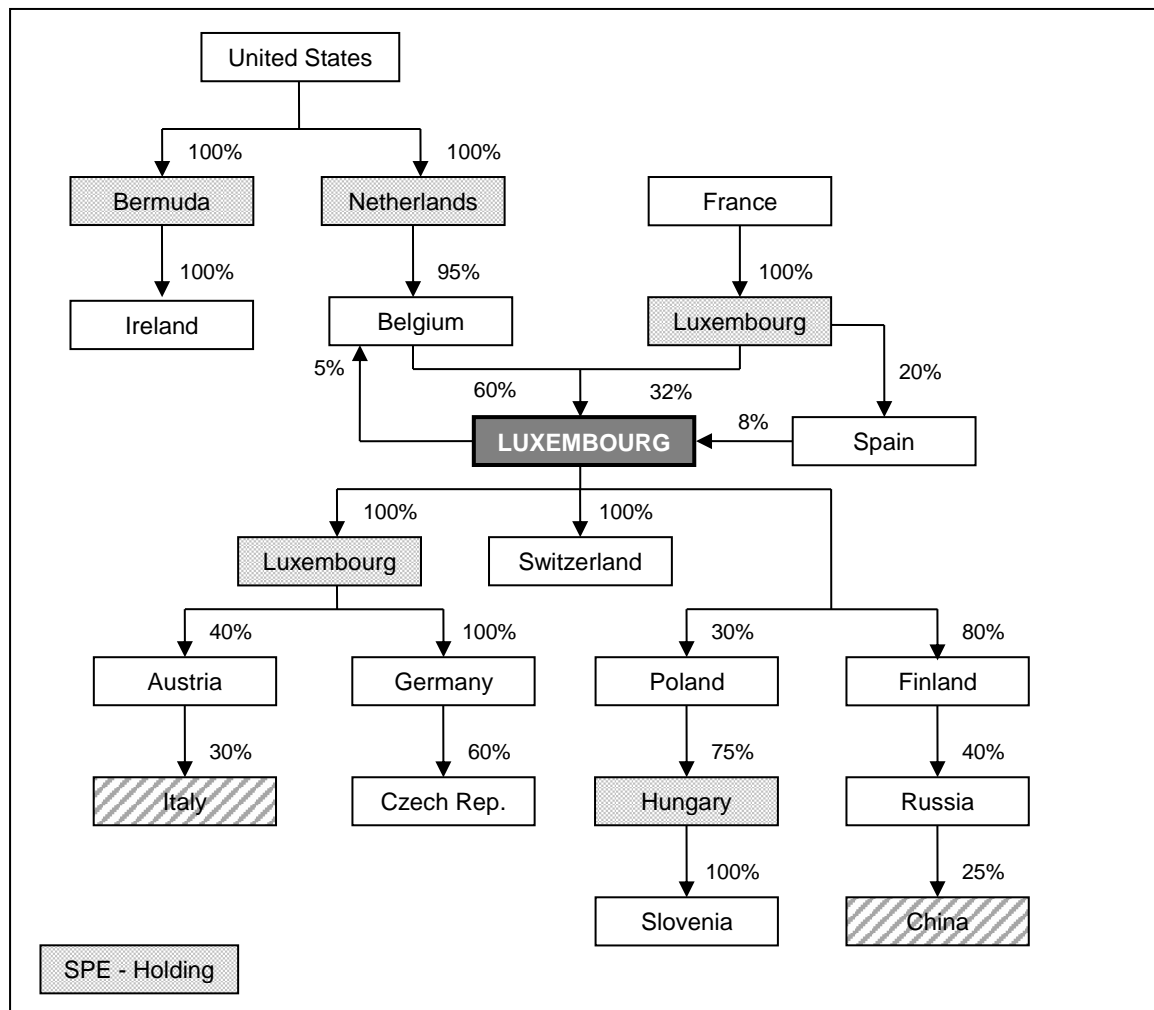 United States
100%
100%
Bermuda
Netherlands
France
100%
95%
100%
Ireland
Belgium
Luxembourg
5%
60%
32%
20%
LUXEMBOURG
8%
Spain
100%
100%
Luxembourg
Switzerland
40%
100%
30%
80%
Austria
Germany
Poland
Finland
30%
60%
75%
40%
Italy
Czech Rep.
Hungary
Russia
100%
25%
Slovenia
China
SPE - Holding